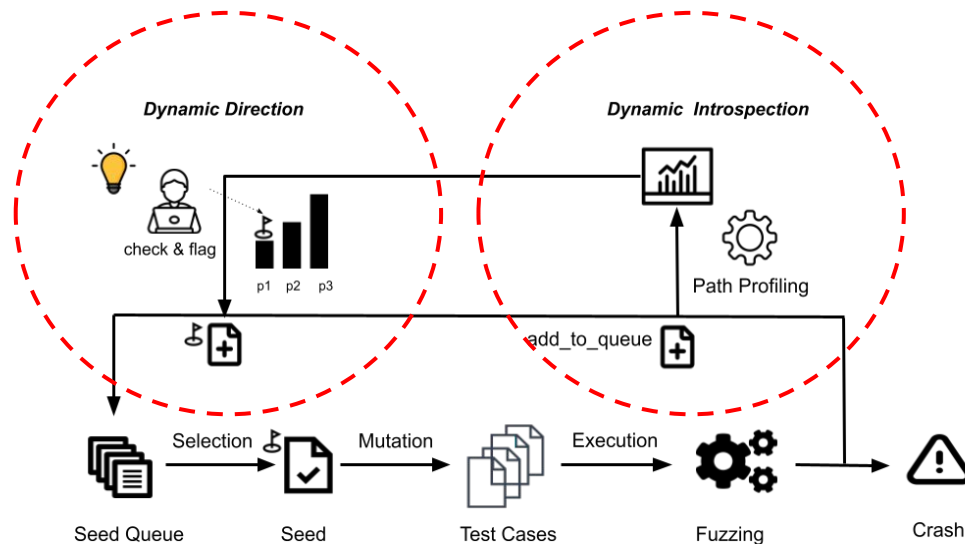 Dynamic Direction
Dynamic Introspection
check & flag
p1 p2 p3
Path Profiling
add_to_queue
Selection
Mutation
Execution
Seed Queue
Seed
Test Cases
Fuzzing
Crash